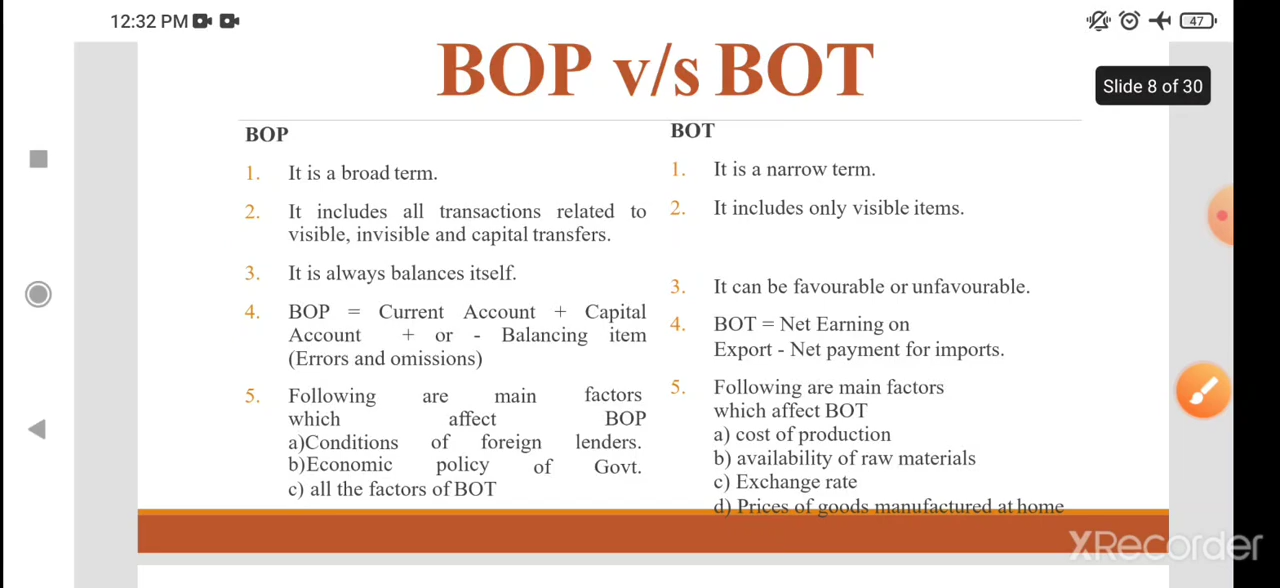 12:32 PM
47
BOP v/s BOT
Slide 8 of 30
BOP
1. It is a broad term.
2. It includes all transactions related to
visible, invisible and capital transfers.
3. It is always balances itself.
4. BOP = Current Account + Capital
Account + or - Balancing item
(Errors and omissions)
5. Following are main factors
which affect BOP
a)Conditions of foreign lenders.
b)Economic policy of Govt.
c) all the factors of BOT
BOT
1. It is a narrow term.
2. It includes only visible items.
3. It can be favourable or unfavourable.
4. BOT = Net Earning on
Export - Net payment for imports.
5. Following are main factors
which affect BOT
a) cost of production
b) availability of raw materials
c) Exchange rate
d) Prices of goods manufactured at home
XRecorder